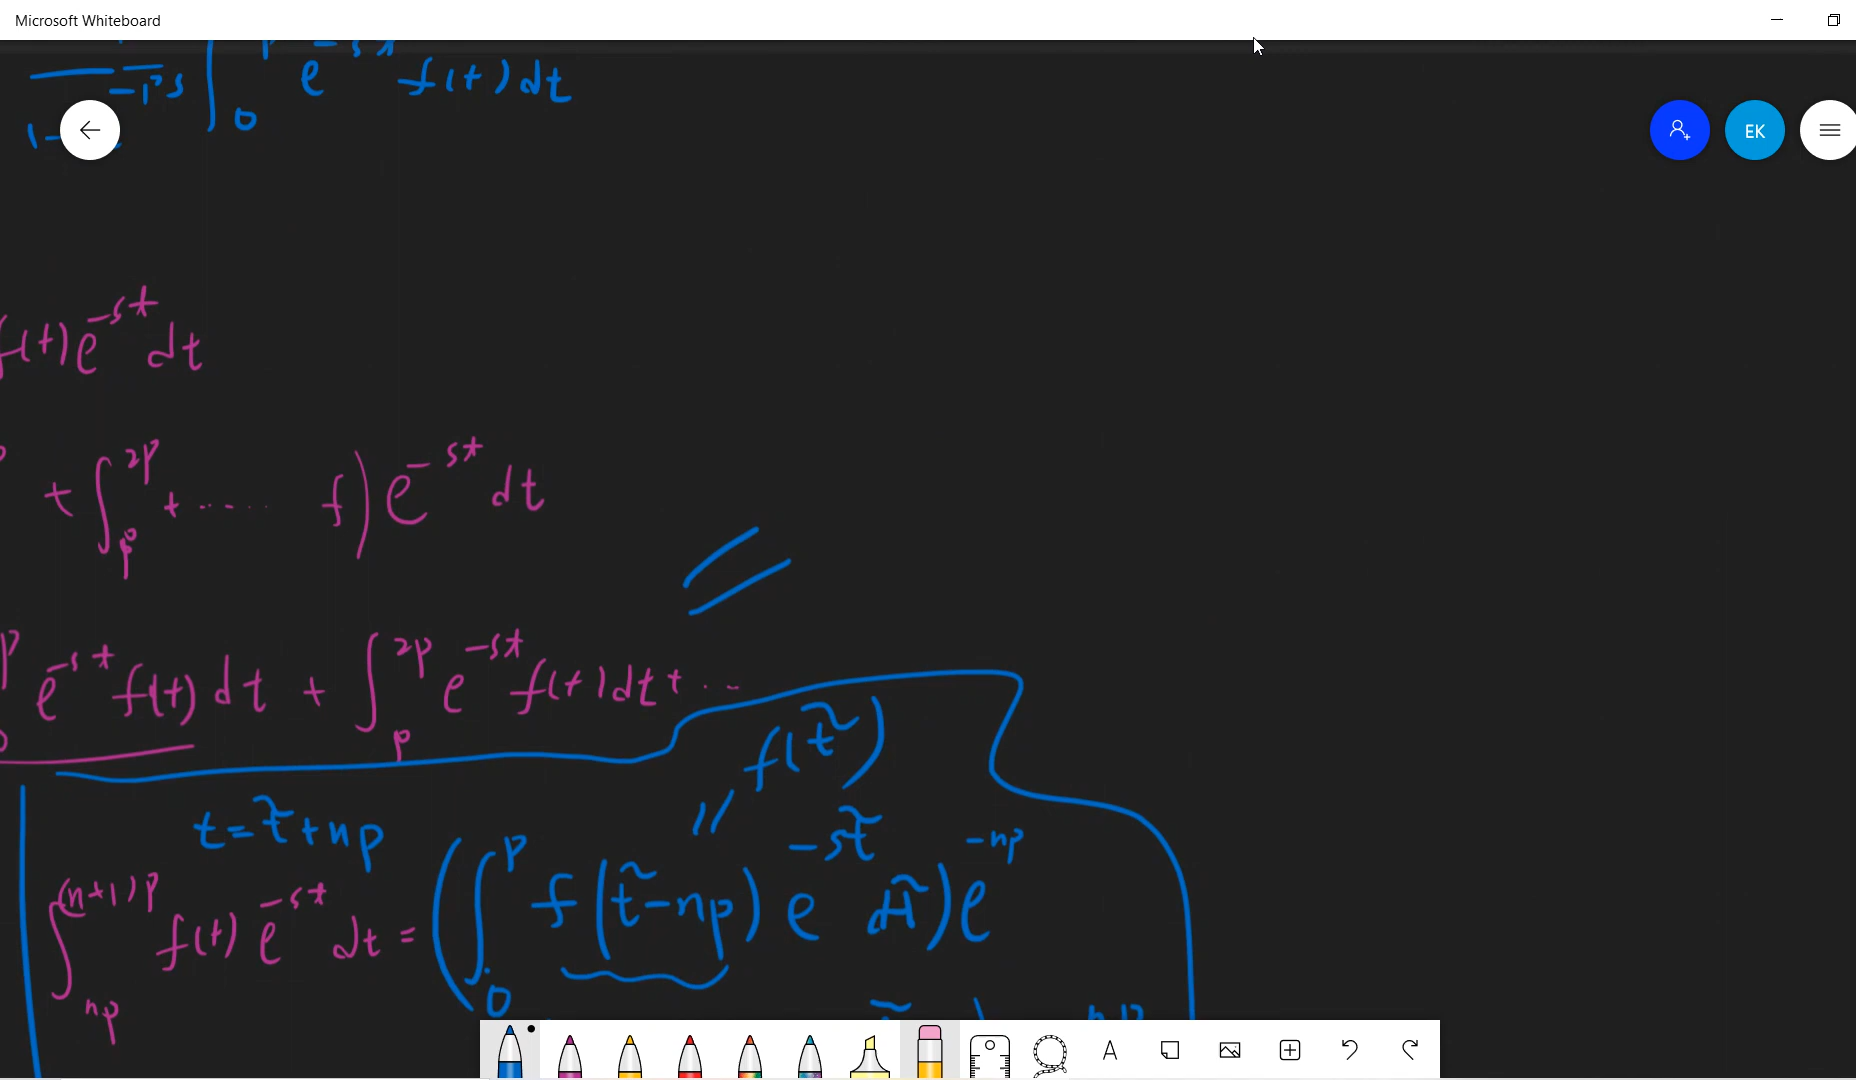 Microsoft Whiteboard
-ps ∫ 0 p e^{-st} f(t) dt
1-
EK
f(t) e^{-st} dt
+ ∫_p^{2p} + ..... f) e^{-st} dt
p e^{-st} f(t) dt + ∫_p^{2p} e^{-st} f(t) dt + ...
f(t̃)
t = t̃ + np
∫_{np}^{(n+1)p} f(t) e^{-st} dt = (∫_0^p f(t̃-np) e^{-st̃} dt̃) e^{-np}
A